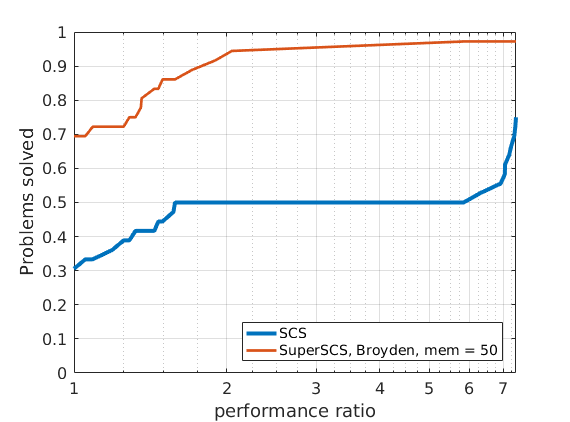 1
0.9
0.8
0.7
0.6
0.5
0.4
0.3
0.2
0.1
0
Problems solved
SCS
SuperSCS, Broyden, mem = 50
1 2 3 4 5 6 7
performance ratio